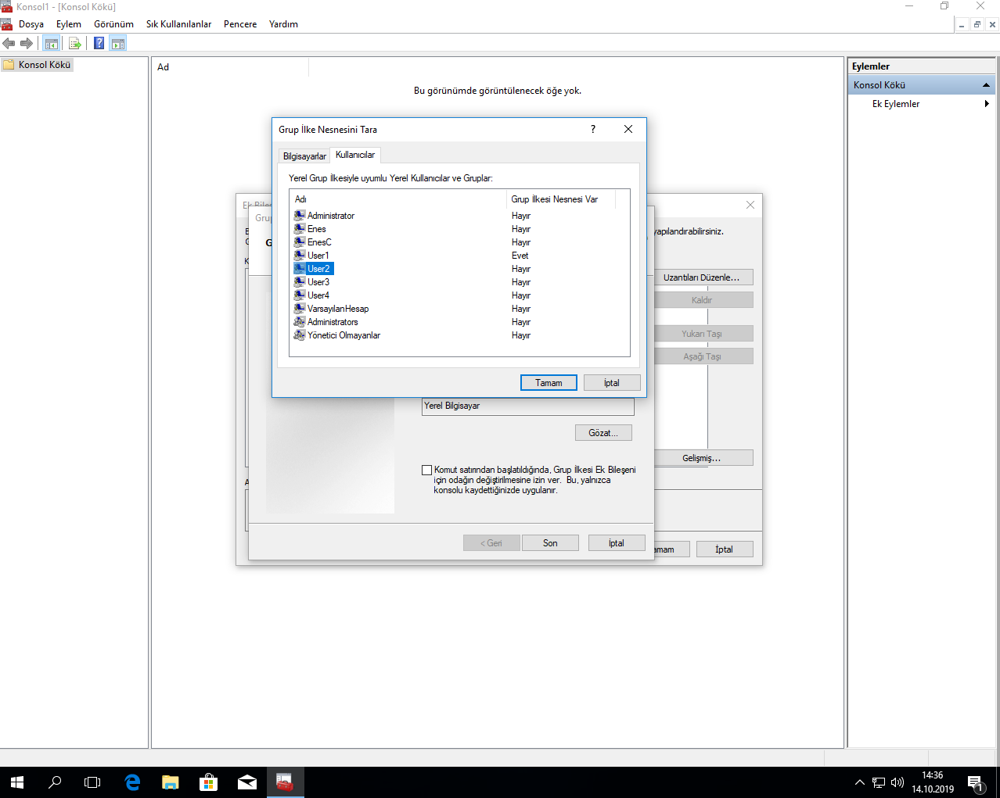 Konsol1 - [Konsol Kökü]
Dosya Eylem Görünüm Sık Kullanılanlar Pencere Yardım
Konsol Kökü
Ad
Bu görünümde görüntülenecek öğe yok.
Eylemler
Konsol Kökü
Ek Eylemler
Grup İlke Nesnesini Tara
Bilgisayarlar Kullanıcılar
Yerel Grup İlkesiyle uyumlu Yerel Kullanıcılar ve Gruplar:
Adı Grup İlkesi Nesnesi Var
Administrator Hayır
Enes Hayır
EnesC Hayır
User1 Evet
User2 Hayır
User3 Hayır
User4 Hayır
VarsayılanHesap Hayır
Administrators Hayır
Yönetici Olmayanlar Hayır
Tamam İptal
yapılandırabilirsiniz.
Uzantıları Düzenle...
Kaldır
Yukarı Taşı
Aşağı Taşı
Gelişmiş...
Yerel Bilgisayar
Gözat...
Komut satırından başlatıldığında, Grup İlkesi Ek Bileşeni
için odağın değiştirilmesine izin ver. Bu, yalnızca
konsolu kaydettiğinizde uygulanır.
< Geri Son İptal
amam İptal
14:36
14.10.2019
1